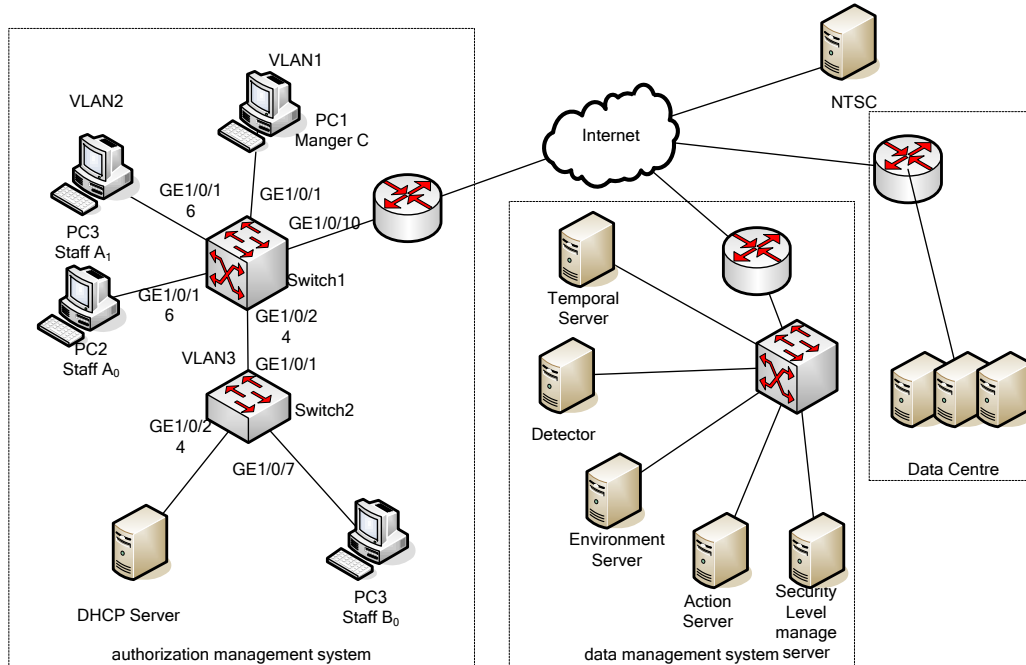 VLAN1
VLAN2
PC1
Manger C
NTSC
Internet
GE1/0/1
6
GE1/0/1
GE1/0/10
PC3
Staff A1
Switch1
GE1/0/1
6
PC2
Staff A0
GE1/0/2
4
VLAN3
GE1/0/1
Switch2
GE1/0/2
4
GE1/0/7
DHCP Server
PC3
Staff B0
authorization management system
Temporal
Server
Detector
Environment
Server
Action
Server
Security
Level
manage
server
data management system
Data Centre